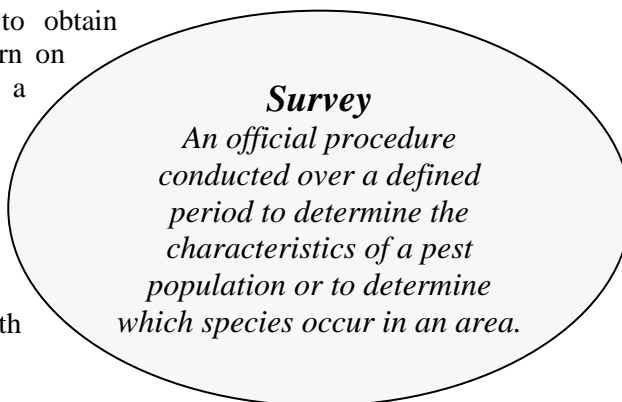 to obtain
rn on
a
Survey
An official procedure
conducted over a defined
period to determine the
characteristics of a pest
population or to determine
which species occur in an area.
th